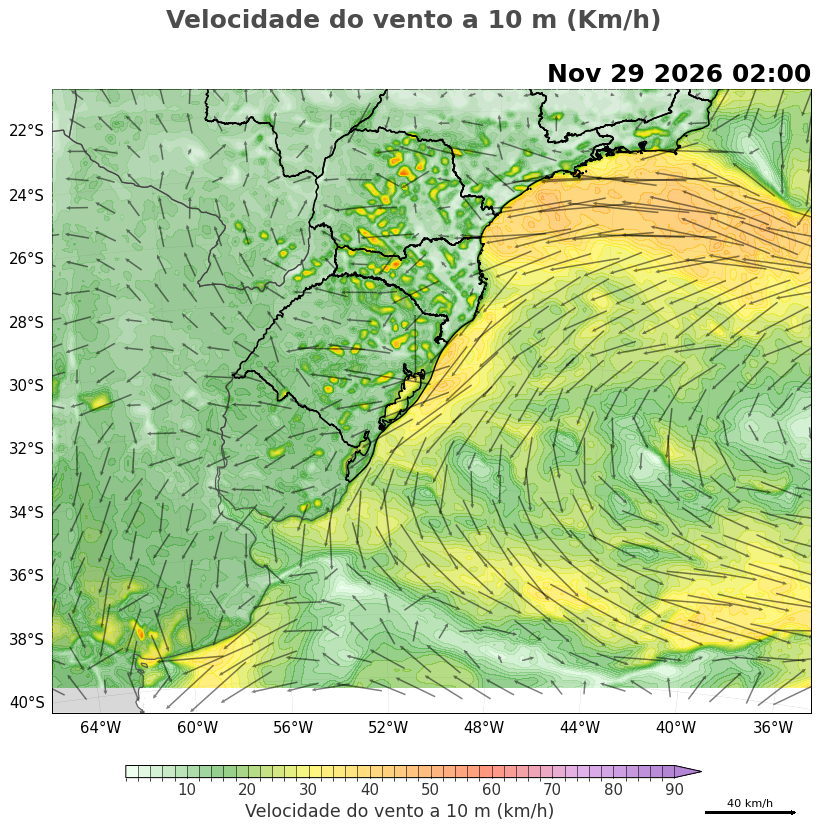 Velocidade do vento a 10 m (Km/h)
Nov 29 2026 02:00
22°S
24°S
26°S
28°S
30°S
32°S
34°S
36°S
38°S
40°S
64°W 60°W 56°W 52°W 48°W 44°W 40°W 36°W
10 20 30 40 50 60 70 80 90
Velocidade do vento a 10 m (km/h)
40 km/h